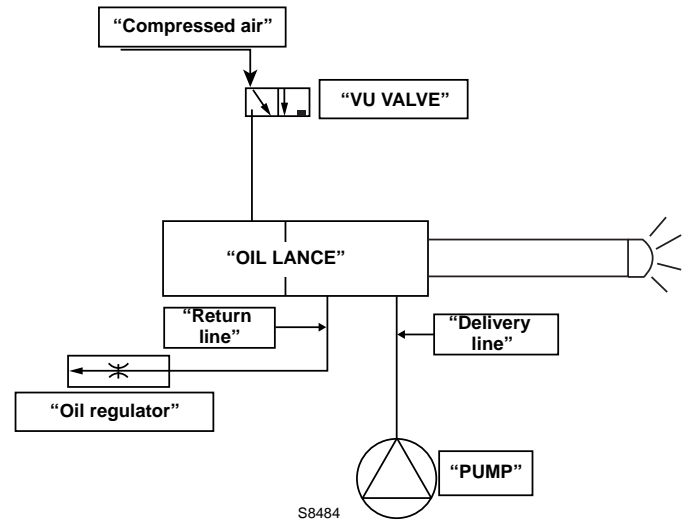 “Compressed air”
“VU VALVE”
“OIL LANCE”
“Return
line”
“Delivery
line”
“Oil regulator”
“PUMP”
S8484